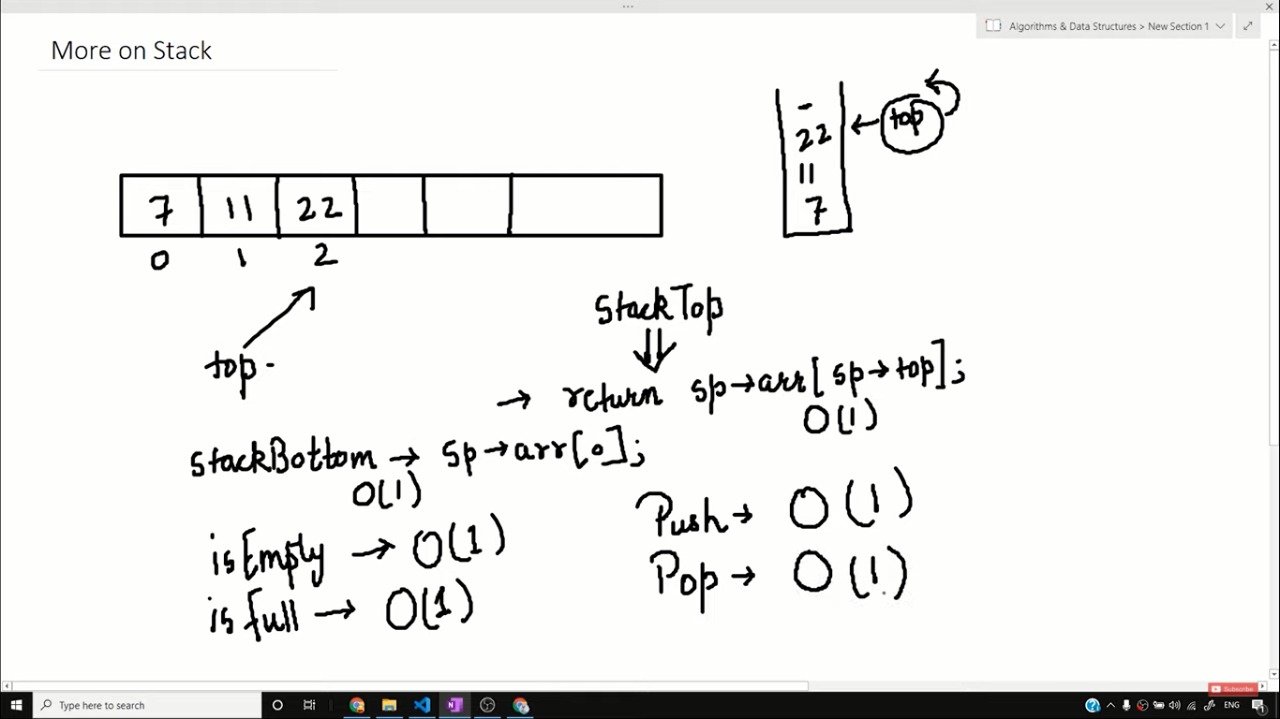 Algorithms & Data Structures > New Section 1
More on Stack
-
22
11
7
top
7 11 22
0 1 2
top -
StackTop
return sp→arr[sp→top];
O(1)
stackBottom → sp→arr[0];
O(1)
isEmpty → O(1)
isfull → O(1)
Push → O(1)
Pop → O(1)
Subscribe
Type here to search
ENG